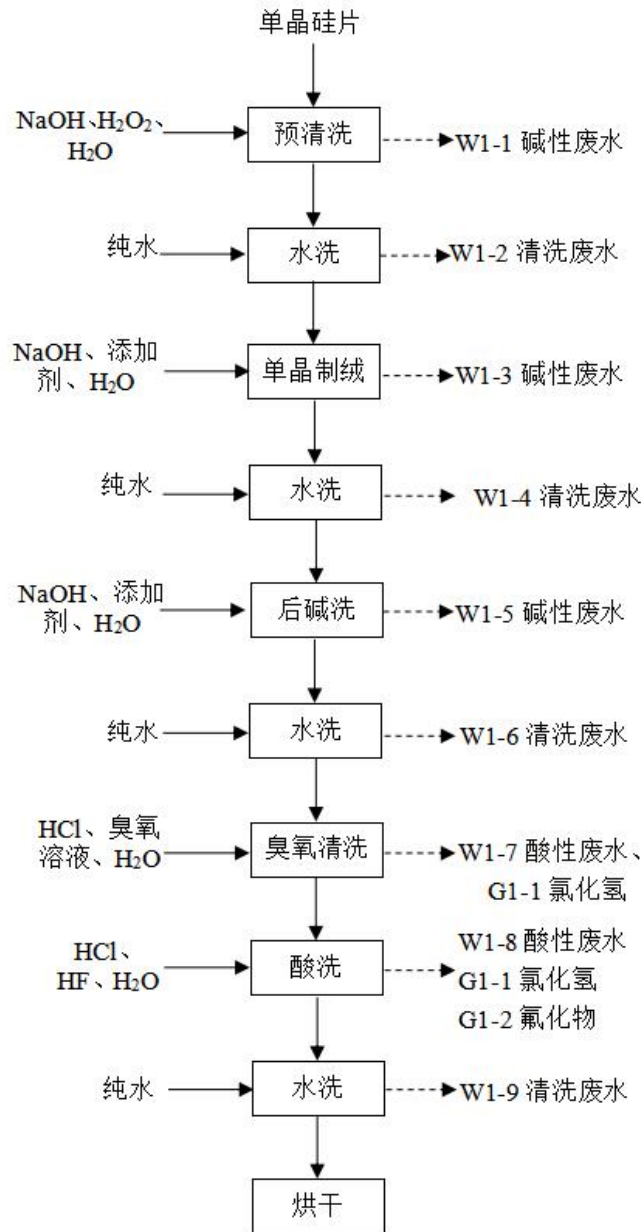 单晶硅片
NaOH、H₂O₂、
H₂O
预清洗
W1-1 碱性废水
纯水
水洗
W1-2 清洗废水
NaOH、添加
剂、H₂O
单晶制绒
W1-3 碱性废水
纯水
水洗
W1-4 清洗废水
NaOH、添加
剂、H₂O
后碱洗
W1-5 碱性废水
纯水
水洗
W1-6 清洗废水
HCl、臭氧
溶液、H₂O
臭氧清洗
W1-7 酸性废水、
G1-1 氯化氢
HCl、
HF、H₂O
酸洗
W1-8 酸性废水
G1-1 氯化氢
G1-2 氟化物
纯水
水洗
W1-9 清洗废水
烘干